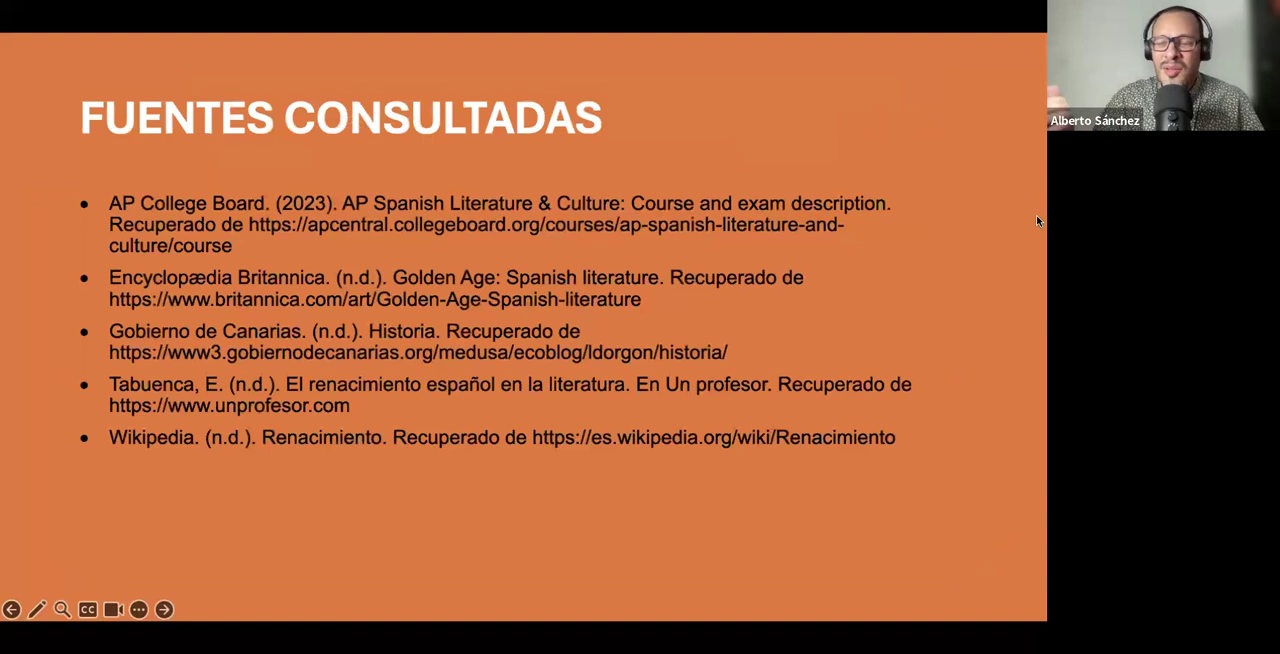 FUENTES CONSULTADAS
• AP College Board. (2023). AP Spanish Literature & Culture: Course and exam description.
Recuperado de https://apcentral.collegeboard.org/courses/ap-spanish-literature-and-
culture/course
• Encyclopædia Britannica. (n.d.). Golden Age: Spanish literature. Recuperado de
https://www.britannica.com/art/Golden-Age-Spanish-literature
• Gobierno de Canarias. (n.d.). Historia. Recuperado de
https://www3.gobiernodecanarias.org/medusa/ecoblog/ldorgon/historia/
• Tabuenca, E. (n.d.). El renacimiento español en la literatura. En Un profesor. Recuperado de
https://www.unprofesor.com
• Wikipedia. (n.d.). Renacimiento. Recuperado de https://es.wikipedia.org/wiki/Renacimiento
Alberto Sánchez
CC